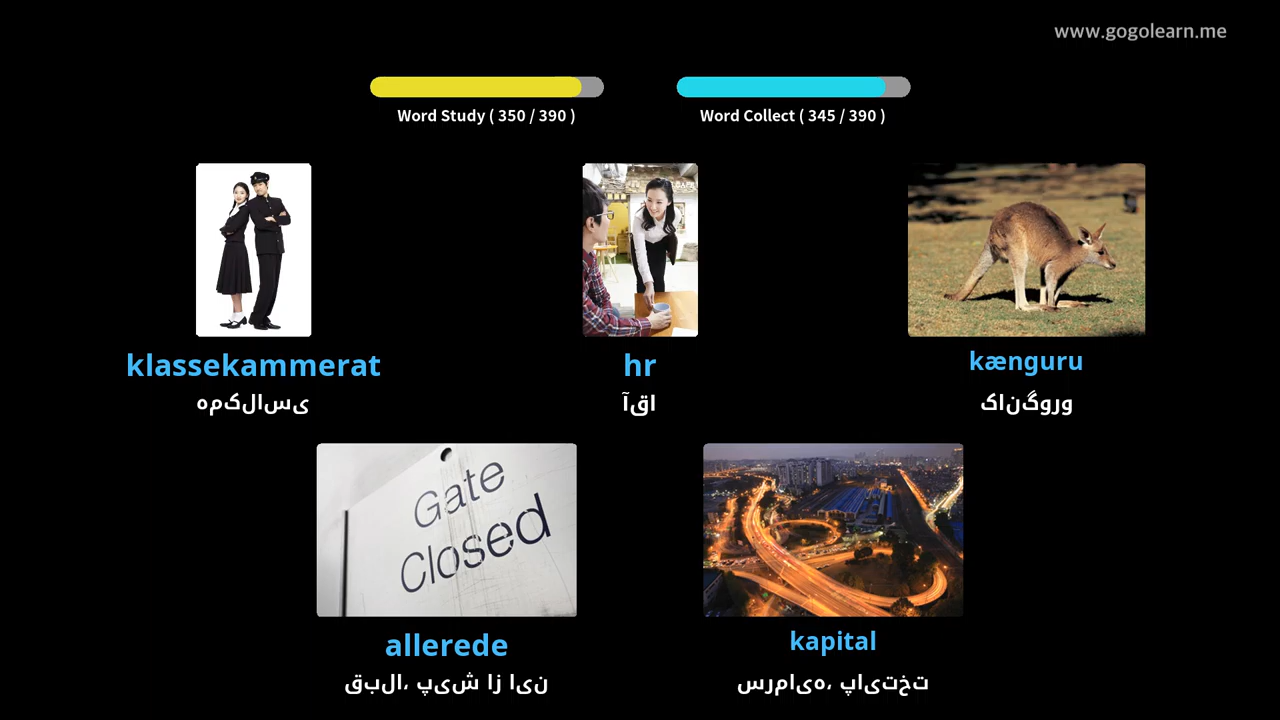 www.gogolearn.me
Word Study ( 350 / 390 )
Word Collect ( 345 / 390 )
klassekammerat
hr
kænguru
همکلاسی
آقا
کانگورو
allerede
kapital
قبلا، پیش از این
سرمایه، پایتخت
Gate
Closed